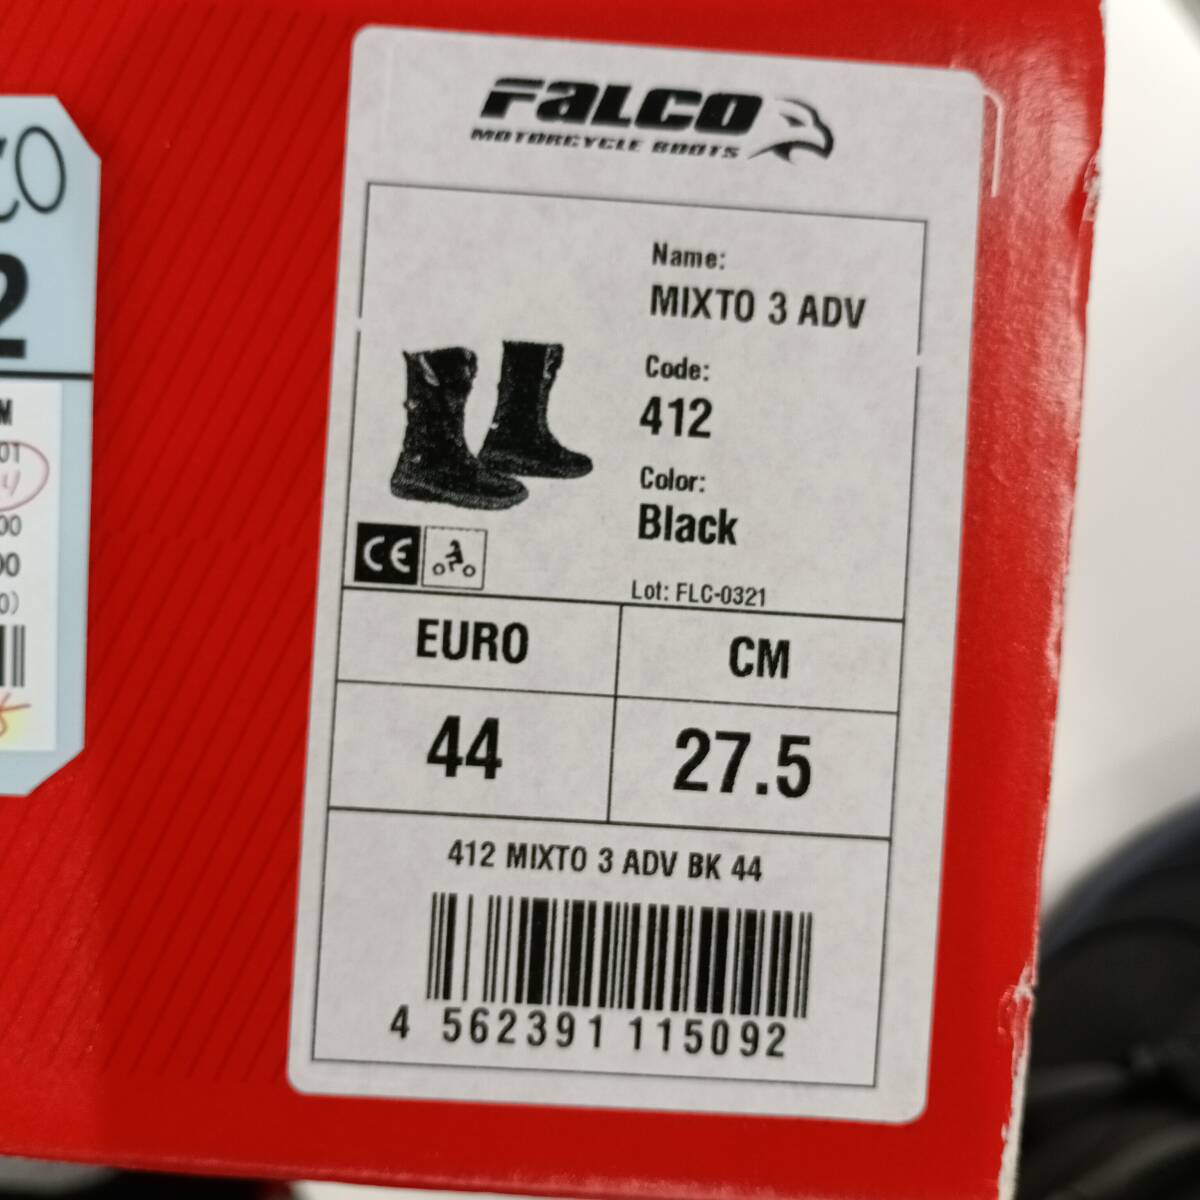 FALCO
MOTORCYCLE BOOTS
Name:
MIXTO 3 ADV
Code:
412
Color:
Black
CE
Lot: FLC-0321
EURO
CM
44
27.5
412 MIXTO 3 ADV BK 44
4 562391 115092